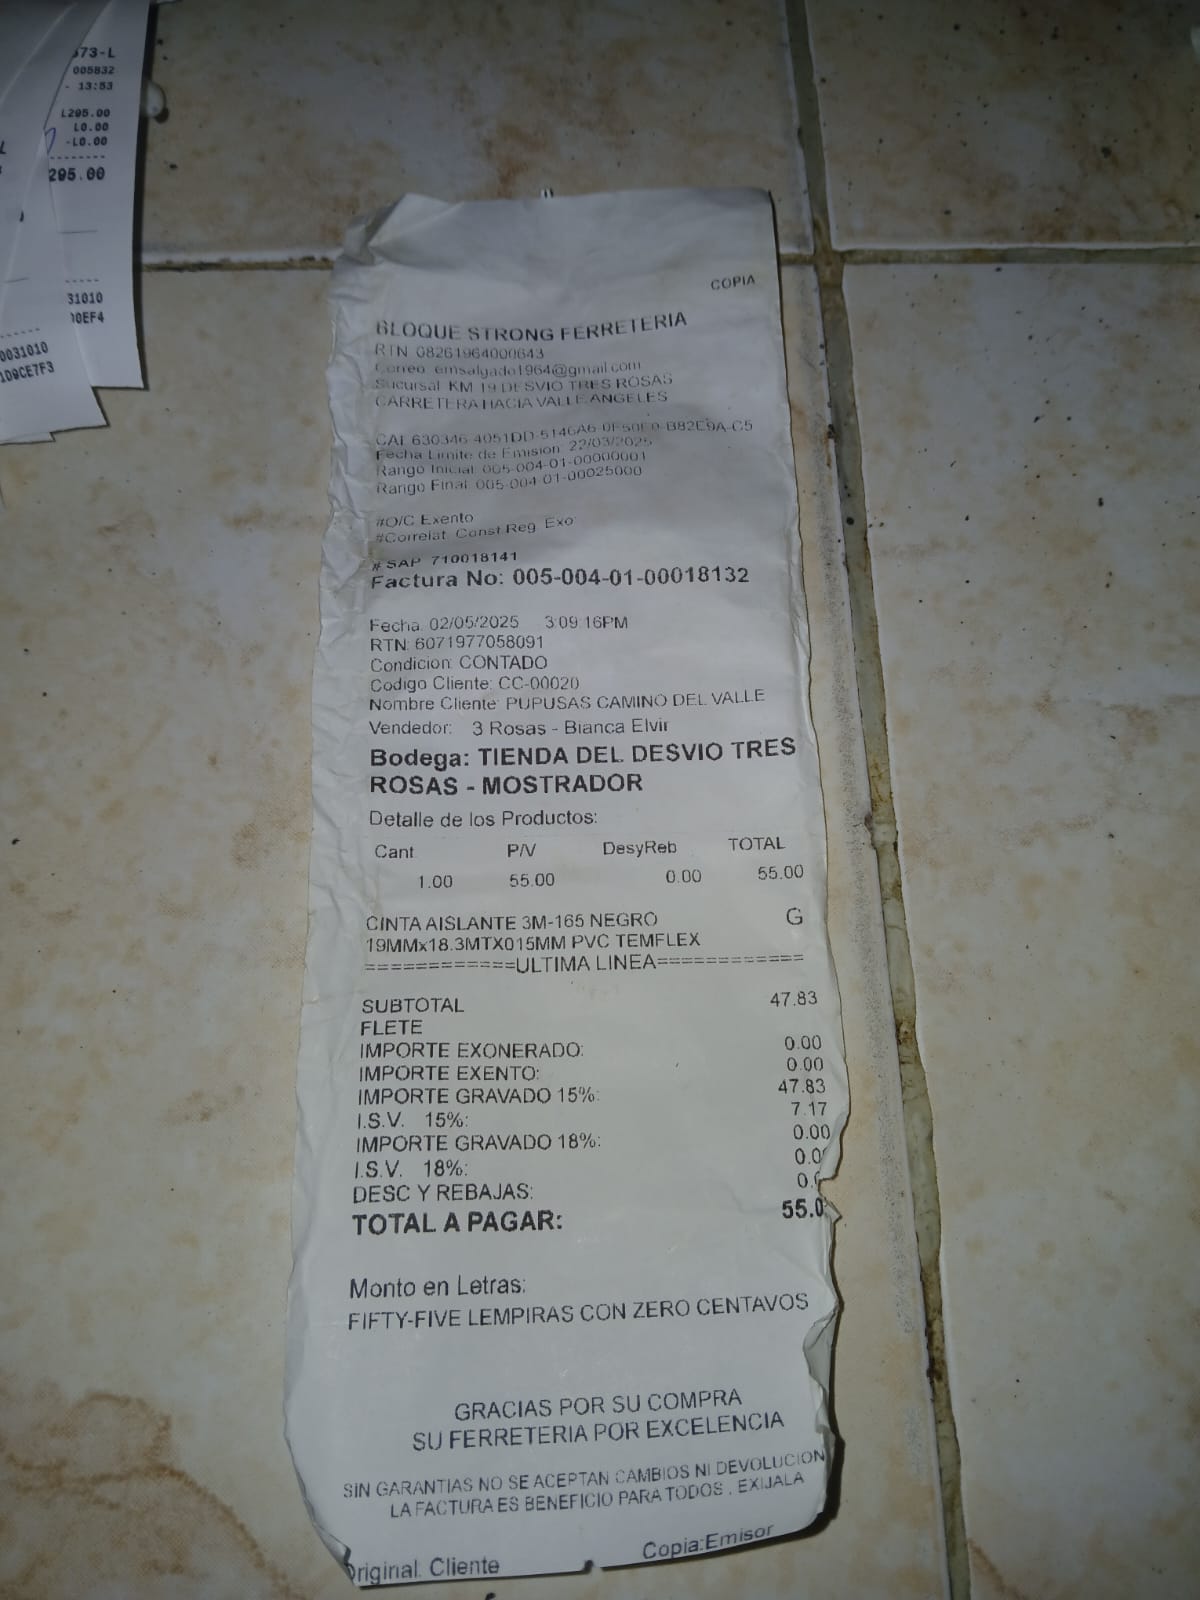 73-L
005832
- 13:53
L295.00
L0.00
-L0.00
295.00
31010
0EF4
0031010
1D9CE7F3
COPIA
BLOQUE STRONG FERRETERIA
RTN 08261964000643
Correo: emsalgado1964@gmail.com
Sucursal KM 19 DESVIO TRES ROSAS
CARRETERA HACIA VALLE ANGELES
CAI 630346-4051DD-5146A6-0F50E0-B82E9A-C5
Fecha Limite de Emision: 22/03/2025
Rango Inicial: 005-004-01-00000001
Rango Final: 005-004-01-00025000
#O/C Exento
#Correlat. Const Reg. Exo
# SAP 710018141
Factura No: 005-004-01-00018132
Fecha: 02/05/2025 3:09:16PM
RTN: 6071977058091
Condicion: CONTADO
Codigo Cliente: CC-00020
Nombre Cliente: PUPUSAS CAMINO DEL VALLE
Vendedor: 3 Rosas - Bianca Elvir
Bodega: TIENDA DEL DESVIO TRES
ROSAS - MOSTRADOR
Detalle de los Productos:
Cant P/V DesyReb TOTAL
1.00 55.00 0.00 55.00
CINTA AISLANTE 3M-165 NEGRO G
19MMx18.3MTX015MM PVC TEMFLEX
============ULTIMA LINEA============
SUBTOTAL 47.83
FLETE
IMPORTE EXONERADO: 0.00
IMPORTE EXENTO: 0.00
IMPORTE GRAVADO 15%: 47.83
I.S.V. 15%: 7.17
IMPORTE GRAVADO 18%: 0.00
I.S.V. 18%: 0.0
DESC Y REBAJAS: 0.
TOTAL A PAGAR: 55.0
Monto en Letras:
FIFTY-FIVE LEMPIRAS CON ZERO CENTAVOS
GRACIAS POR SU COMPRA
SU FERRETERIA POR EXCELENCIA
SIN GARANTIAS NO SE ACEPTAN CAMBIOS NI DEVOLUCION
LA FACTURA ES BENEFICIO PARA TODOS , EXIJALA
Original: Cliente Copia:Emisor